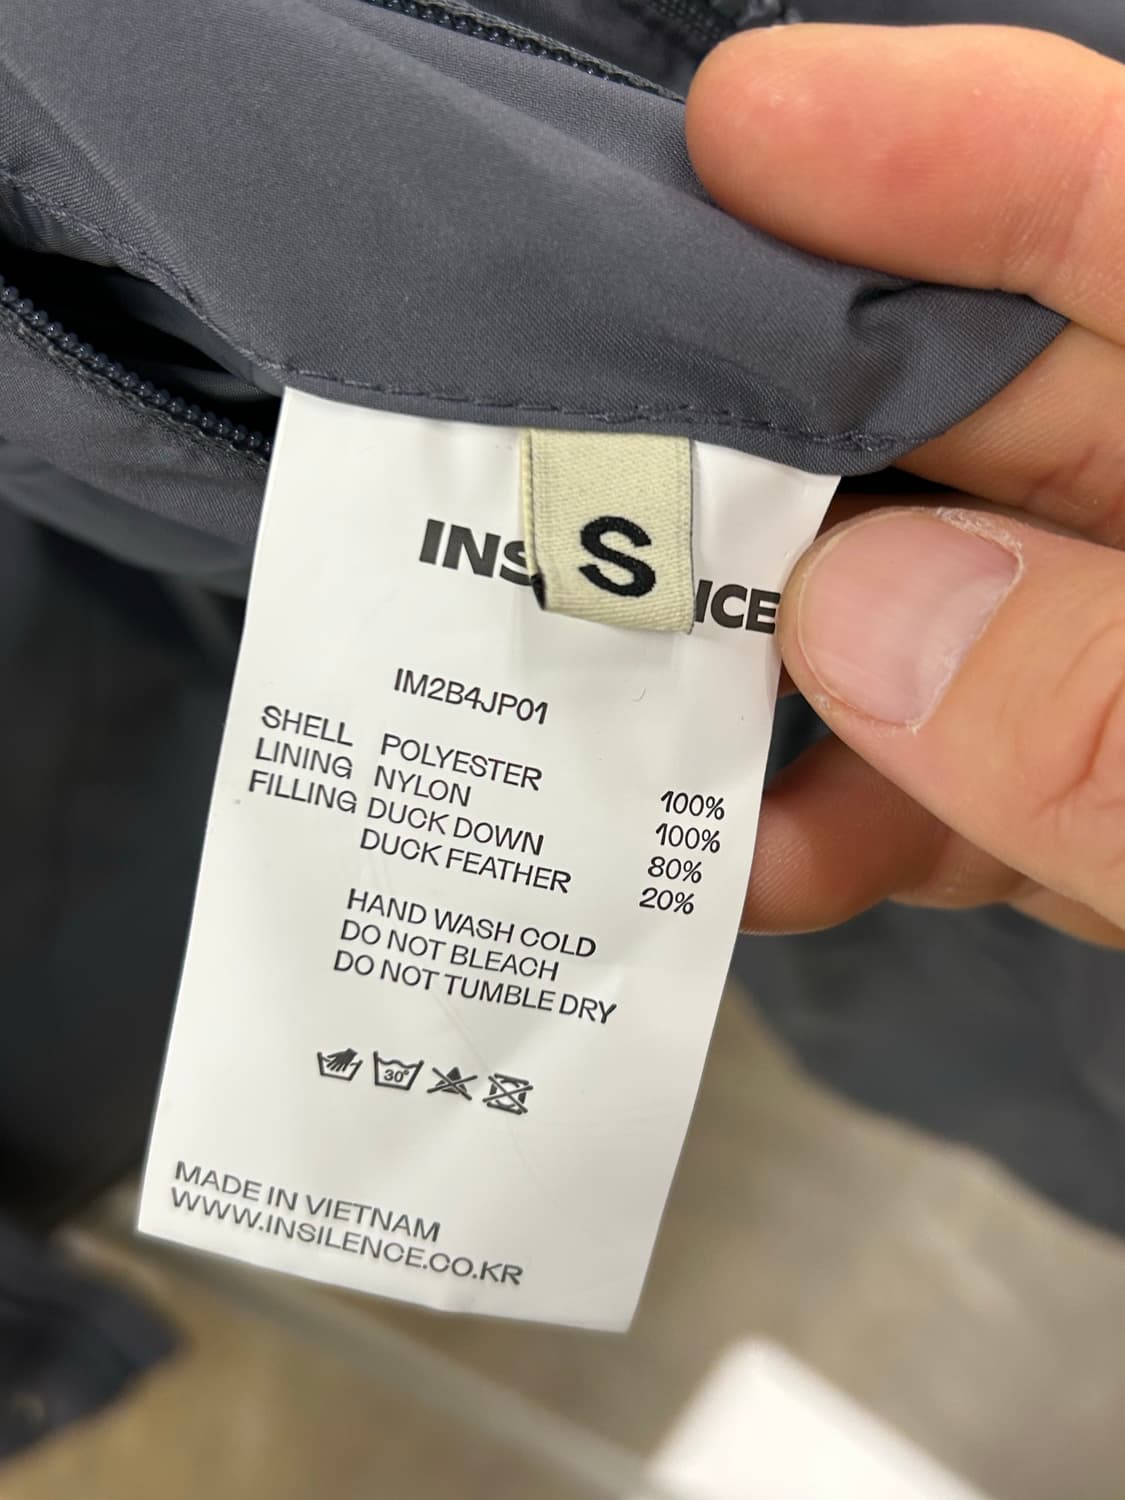 INS
S
ICE
IM2B4JP01
SHELL POLYESTER 100%
LINING NYLON 100%
FILLING DUCK DOWN 80%
DUCK FEATHER 20%
HAND WASH COLD
DO NOT BLEACH
DO NOT TUMBLE DRY
30°
MADE IN VIETNAM
WWW.INSILENCE.CO.KR